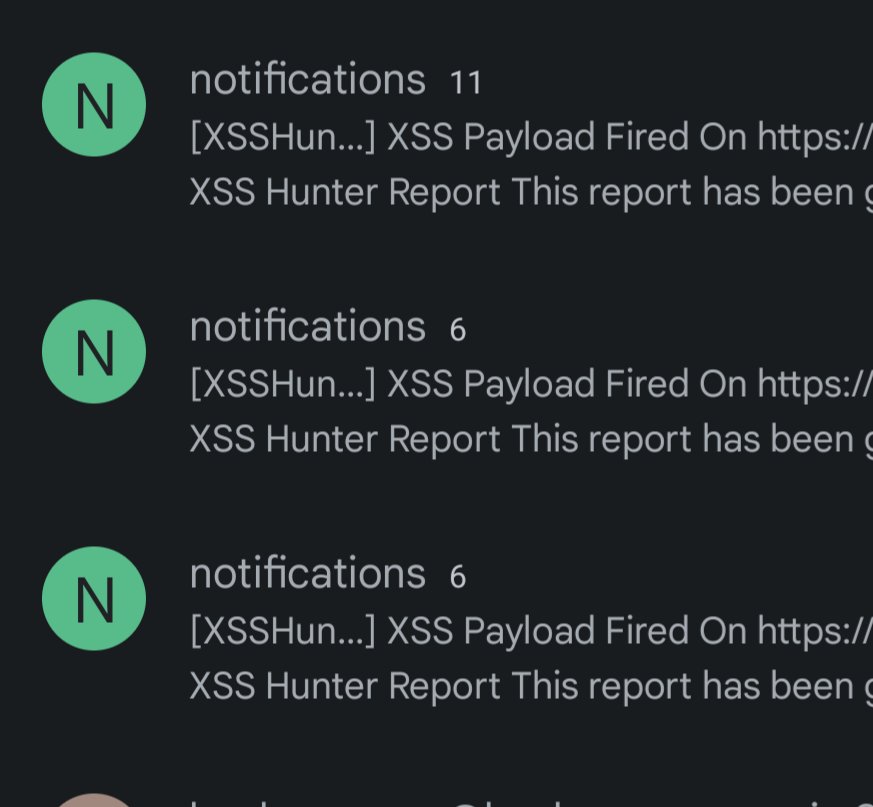 N
notifications 11
[XSSHun...] XSS Payload Fired On https://
XSS Hunter Report This report has been g
N
notifications 6
[XSSHun...] XSS Payload Fired On https://
XSS Hunter Report This report has been g
N
notifications 6
[XSSHun...] XSS Payload Fired On https://
XSS Hunter Report This report has been g